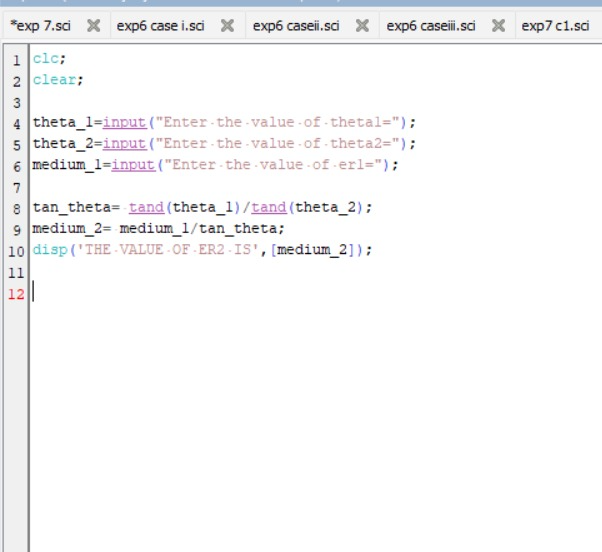 *exp 7.sci exp6 case i.sci exp6 caseii.sci exp6 caseiii.sci exp7 c1.sci
1 clc;
2 clear;
3
4 theta_1=input("Enter the value of theta1=");
5 theta_2=input("Enter the value of theta2=");
6 medium_1=input("Enter the value of er1=");
7
8 tan_theta= tand(theta_1)/tand(theta_2);
9 medium_2= medium_1/tan_theta;
10 disp('THE VALUE OF ER2 IS',[medium_2]);
11
12